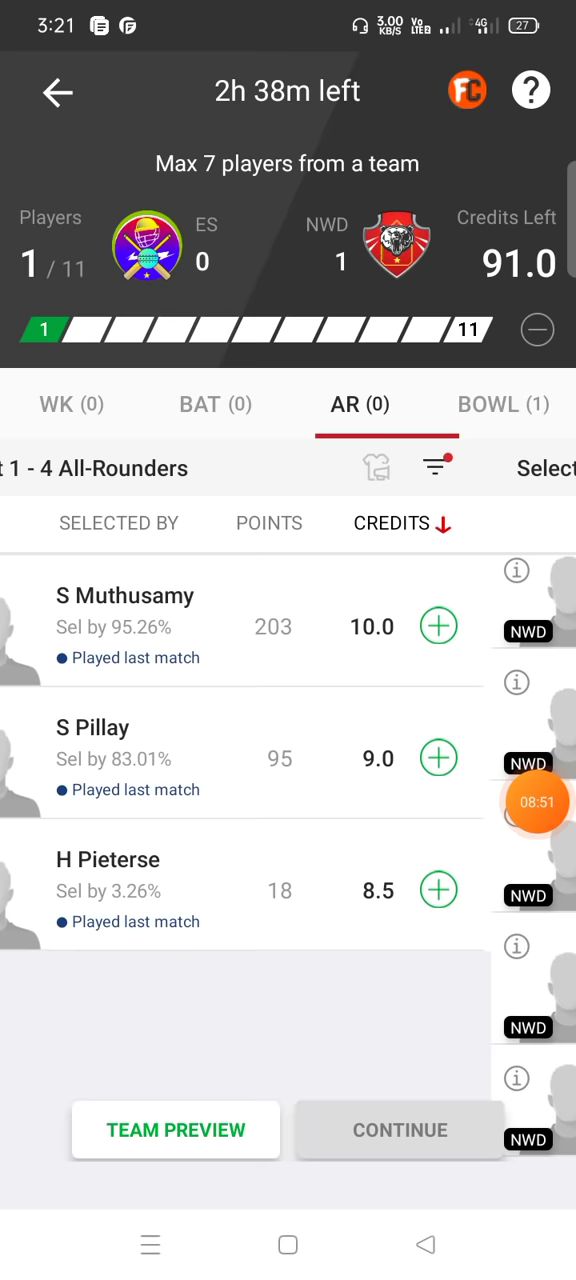 3:21 3.00 KB/S Vo LTE2 4G 27
2h 38m left FC ?
Max 7 players from a team
Players ES NWD Credits Left
1 / 11 0 1 91.0
1 11
WK (0) BAT (0) AR (0) BOWL (1)
t 1 - 4 All-Rounders Select
SELECTED BY POINTS CREDITS
S Muthusamy
Sel by 95.26% 203 10.0 NWD
Played last match
S Pillay
Sel by 83.01% 95 9.0 NWD
Played last match
08:51
H Pieterse
Sel by 3.26% 18 8.5 NWD
Played last match
NWD
TEAM PREVIEW CONTINUE NWD